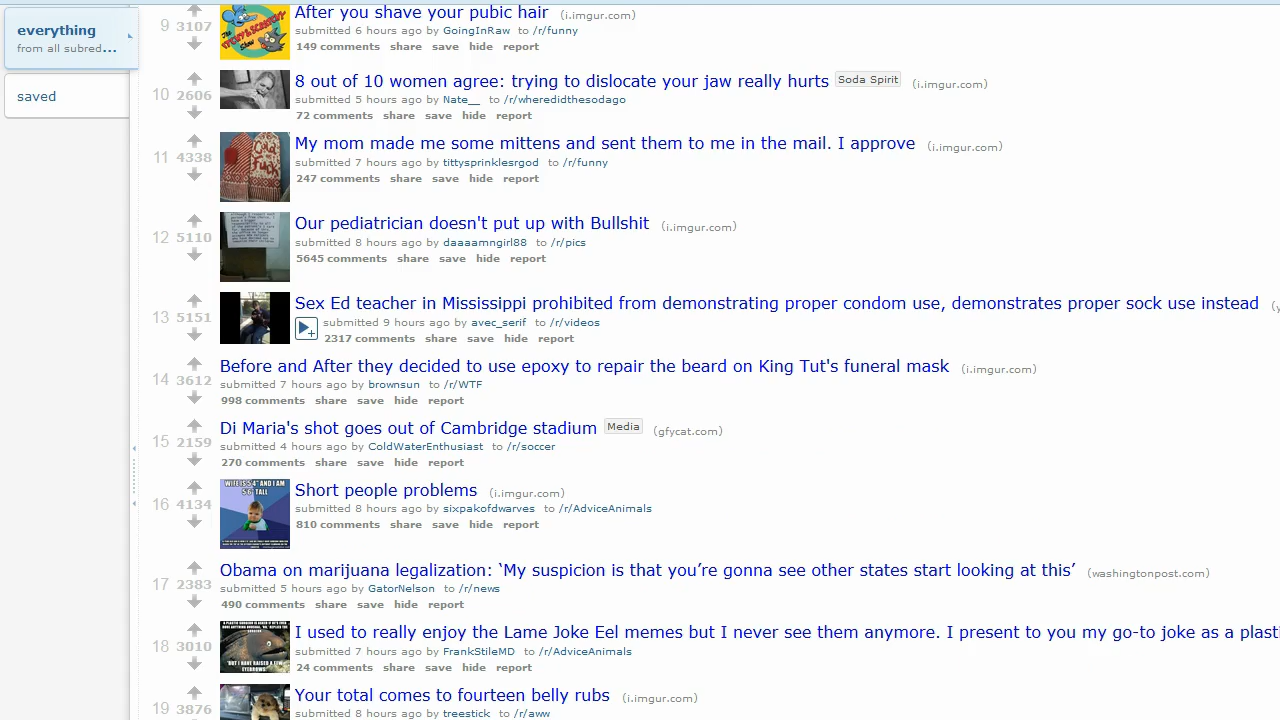 everything
from all subred...
saved
9 3107
After you shave your pubic hair (i.imgur.com)
submitted 6 hours ago by GoingInRaw to /r/funny
149 comments share save hide report
10 2606
8 out of 10 women agree: trying to dislocate your jaw really hurts Soda Spirit (i.imgur.com)
submitted 5 hours ago by Nate__ to /r/wheredidthesodago
72 comments share save hide report
11 4338
My mom made me some mittens and sent them to me in the mail. I approve (i.imgur.com)
submitted 7 hours ago by tittysprinklesrgod to /r/funny
247 comments share save hide report
12 5110
Our pediatrician doesn't put up with Bullshit (i.imgur.com)
submitted 8 hours ago by daaaamngirl88 to /r/pics
5645 comments share save hide report
13 5151
Sex Ed teacher in Mississippi prohibited from demonstrating proper condom use, demonstrates proper sock use instead (y
submitted 9 hours ago by avec_serif to /r/videos
2317 comments share save hide report
14 3612
Before and After they decided to use epoxy to repair the beard on King Tut's funeral mask (i.imgur.com)
submitted 7 hours ago by brownsun to /r/WTF
998 comments share save hide report
15 2159
Di Maria's shot goes out of Cambridge stadium Media (gfycat.com)
submitted 4 hours ago by ColdWaterEnthusiast to /r/soccer
270 comments share save hide report
16 4134
WIFE IS 5'4" AND I AM
5'6" TALL
Short people problems (i.imgur.com)
submitted 8 hours ago by sixpakofdwarves to /r/AdviceAnimals
810 comments share save hide report
17 2383
Obama on marijuana legalization: ‘My suspicion is that you’re gonna see other states start looking at this’ (washingtonpost.com)
submitted 5 hours ago by GatorNelson to /r/news
490 comments share save hide report
18 3010
"BUT I HAVE RAISED A FEW
EYEBROWS"
I used to really enjoy the Lame Joke Eel memes but I never see them anymore. I present to you my go-to joke as a plasti
submitted 7 hours ago by FrankStileMD to /r/AdviceAnimals
24 comments share save hide report
19 3876
Your total comes to fourteen belly rubs (i.imgur.com)
submitted 8 hours ago by treestick to /r/aww